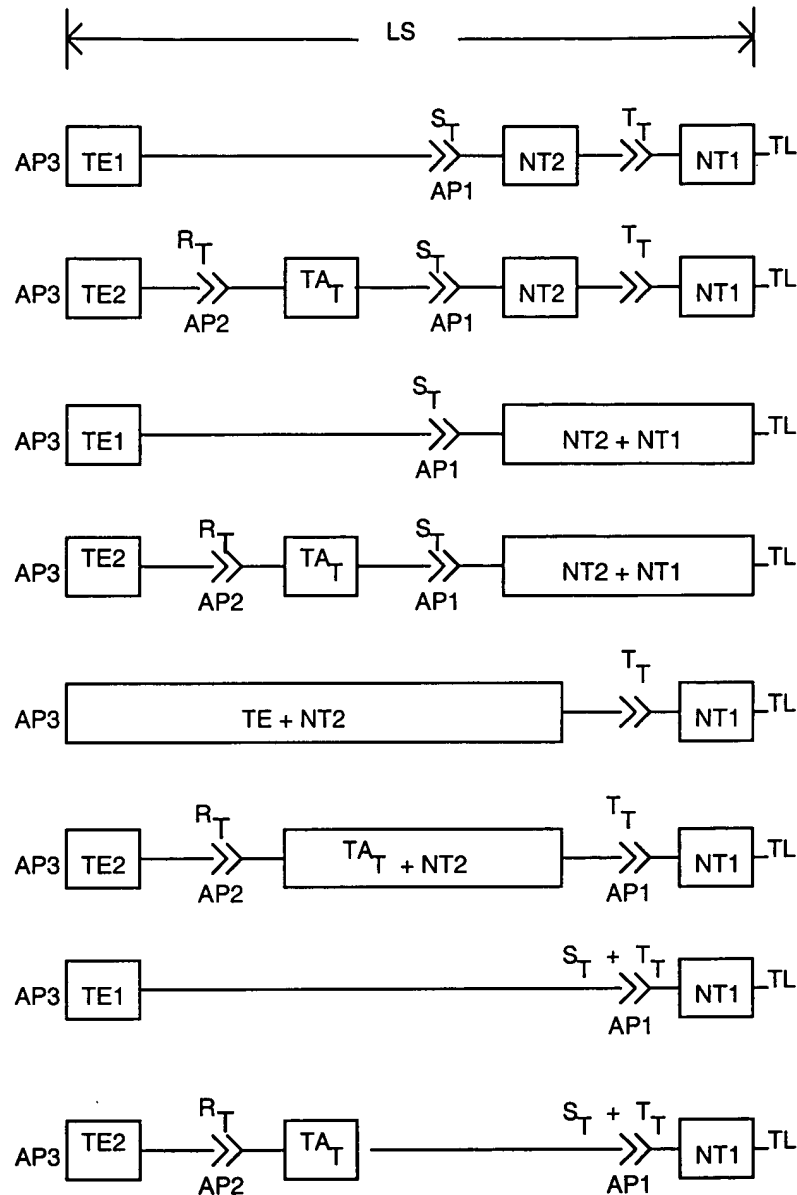 LS
S_T T_T
AP3 TE1 NT2 NT1 TL
AP1
R_T S_T T_T
AP3 TE2 TA_T NT2 NT1 TL
AP2 AP1
S_T
AP3 TE1 NT2 + NT1 TL
AP1
R_T S_T
AP3 TE2 TA_T NT2 + NT1 TL
AP2 AP1
T_T
AP3 TE + NT2 NT1 TL
R_T T_T
AP3 TE2 TA_T + NT2 NT1 TL
AP2 AP1
S_T + T_T
AP3 TE1 NT1 TL
AP1
R_T S_T + T_T
AP3 TE2 TA_T NT1 TL
AP2 AP1